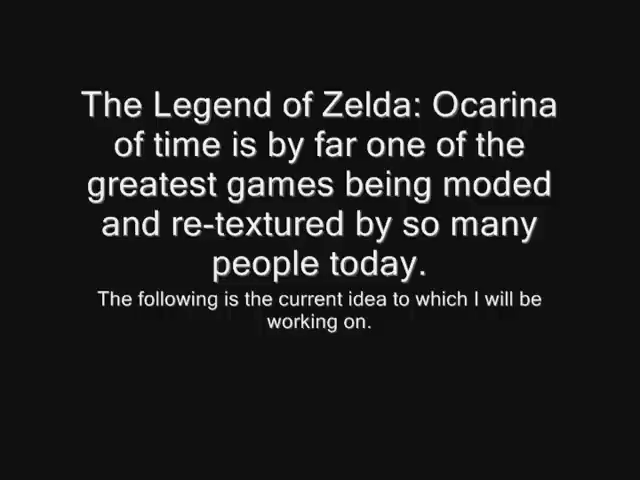 The Legend of Zelda: Ocarina
of time is by far one of the
greatest games being moded
and re-textured by so many
people today.
The following is the current idea to which I will be
working on.